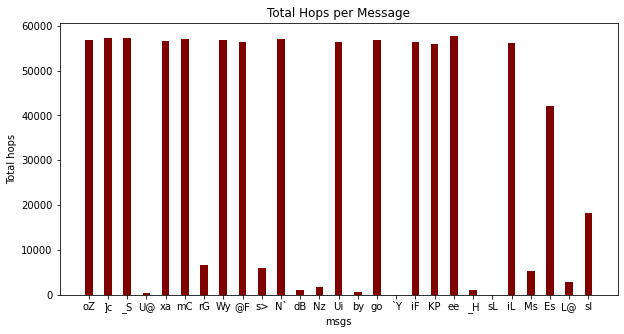 Total Hops per Message
Total hops
60000
50000
40000
30000
20000
10000
0
oZ ]c _S U@ xa mC rG Wy @F s> N` dB Nz Ui by go `Y iF KP ee _H sL iL Ms Es L@ sI
msgs